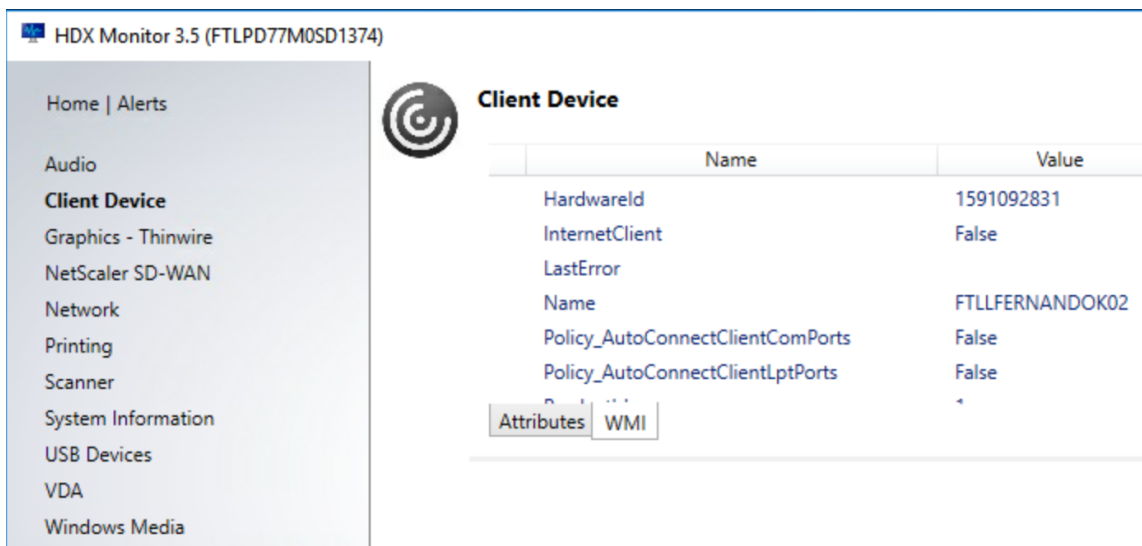 HDX Monitor 3.5 (FTLPD77M0SD1374)
Home | Alerts
Audio
Client Device
Graphics - Thinwire
NetScaler SD-WAN
Network
Printing
Scanner
System Information
USB Devices
VDA
Windows Media
Client Device
Name Value
HardwareId 1591092831
InternetClient False
LastError
Name FTLLFERNANDOK02
Policy_AutoConnectClientComPorts False
Policy_AutoConnectClientLptPorts False
Attributes WMI